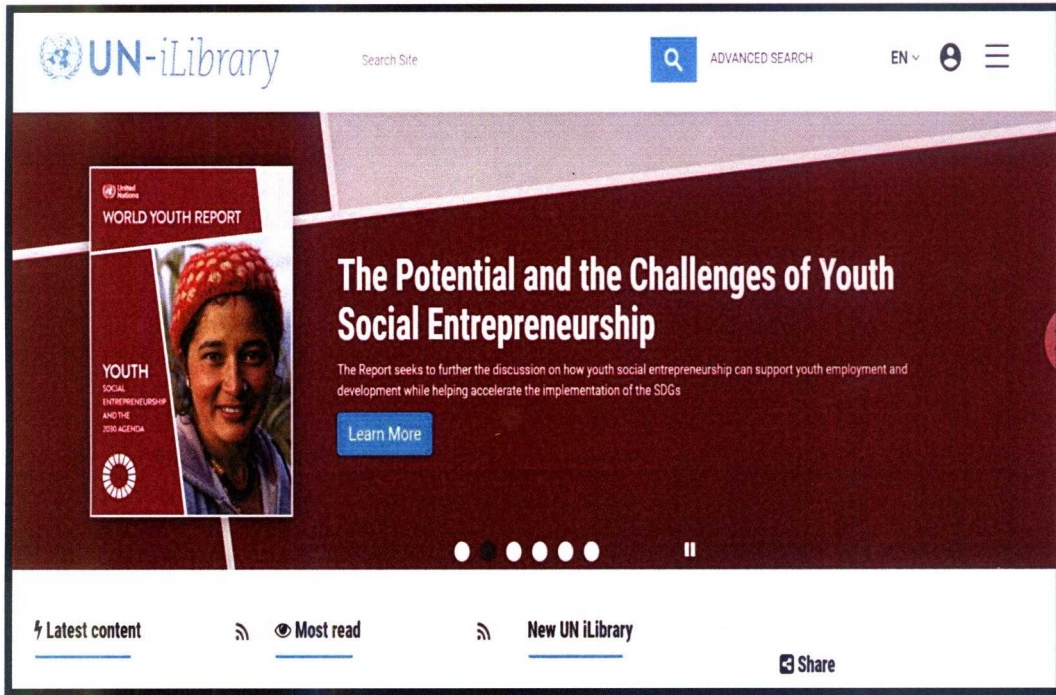 UN-iLibrary
Search Site
ADVANCED SEARCH
EN
United
Nations
WORLD YOUTH REPORT
YOUTH
SOCIAL
ENTREPRENEURSHIP
AND THE
2030 AGENDA
The Potential and the Challenges of Youth
Social Entrepreneurship
The Report seeks to further the discussion on how youth social entrepreneurship can support youth employment and
development while helping accelerate the implementation of the SDGs
Learn More
Latest content
Most read
New UN iLibrary
Share